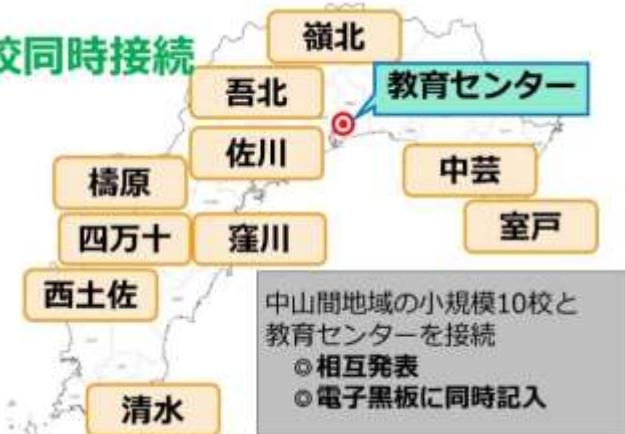 校同時接続
嶺北
教育センター
吾北
佐川
中芸
檮原
室戸
四万十
窪川
西土佐
中山間地域の小規模10校と
教育センターを接続
◎相互発表
◎電子黒板に同時記入
清水